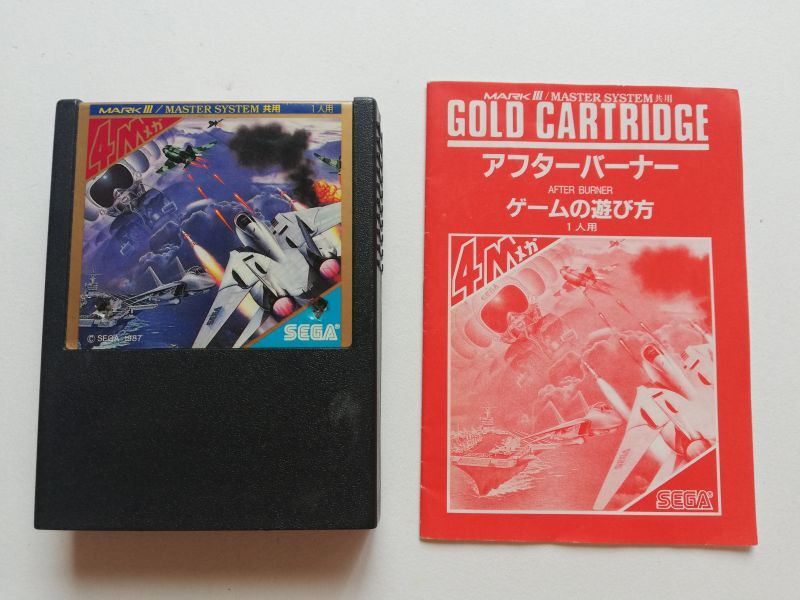 MARK III / MASTER SYSTEM 共用 1人用
4Mメガ
SEGA
© SEGA 1987
MARK III / MASTER SYSTEM 共用
GOLD CARTRIDGE
アフターバーナー
AFTER BURNER
ゲームの遊び方
1人用
4Mメガ
SEGA
SEGA